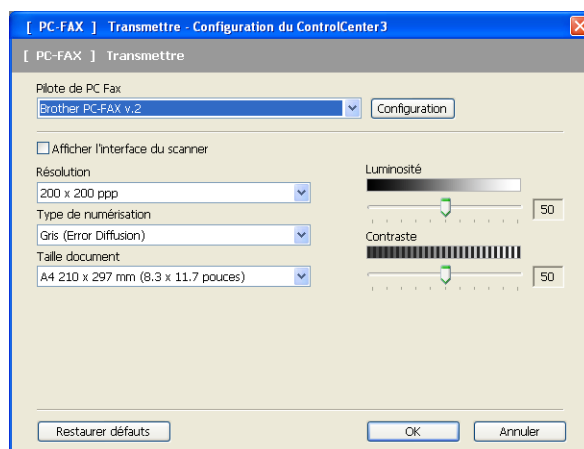 [ PC-FAX ] Transmettre - Configuration du ControlCenter3
[ PC-FAX ] Transmettre
Pilote de PC Fax
Brother PC-FAX v.2
Configuration
Afficher l'interface du scanner
Résolution
200 x 200 ppp
Type de numérisation
Gris (Error Diffusion)
Taille document
A4 210 x 297 mm (8.3 x 11.7 pouces)
Luminosité
50
Contraste
50
Restaurer défauts
OK
Annuler